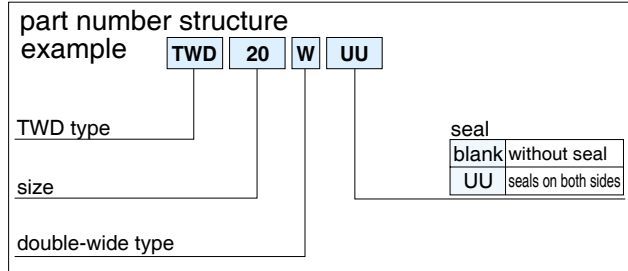 part number structure
example TWD 20 W UU
TWD type
seal
blank without seal
UU seals on both sides
size
double-wide type